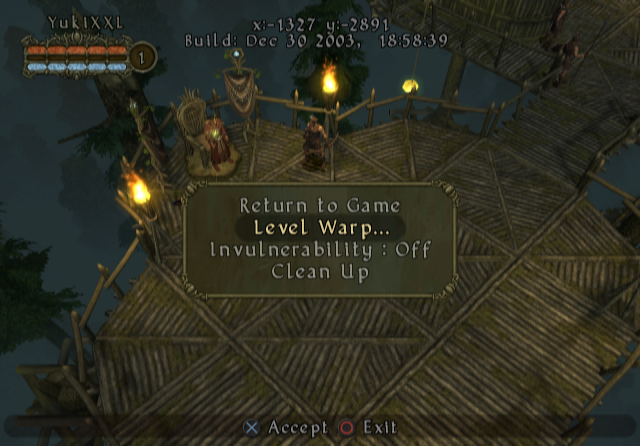 YukiXXL
x:-1327 y:-2891
Build: Dec 30 2003, 18:58:39
1
Return to Game
Level Warp...
Invulnerability : Off
Clean Up
Accept Exit